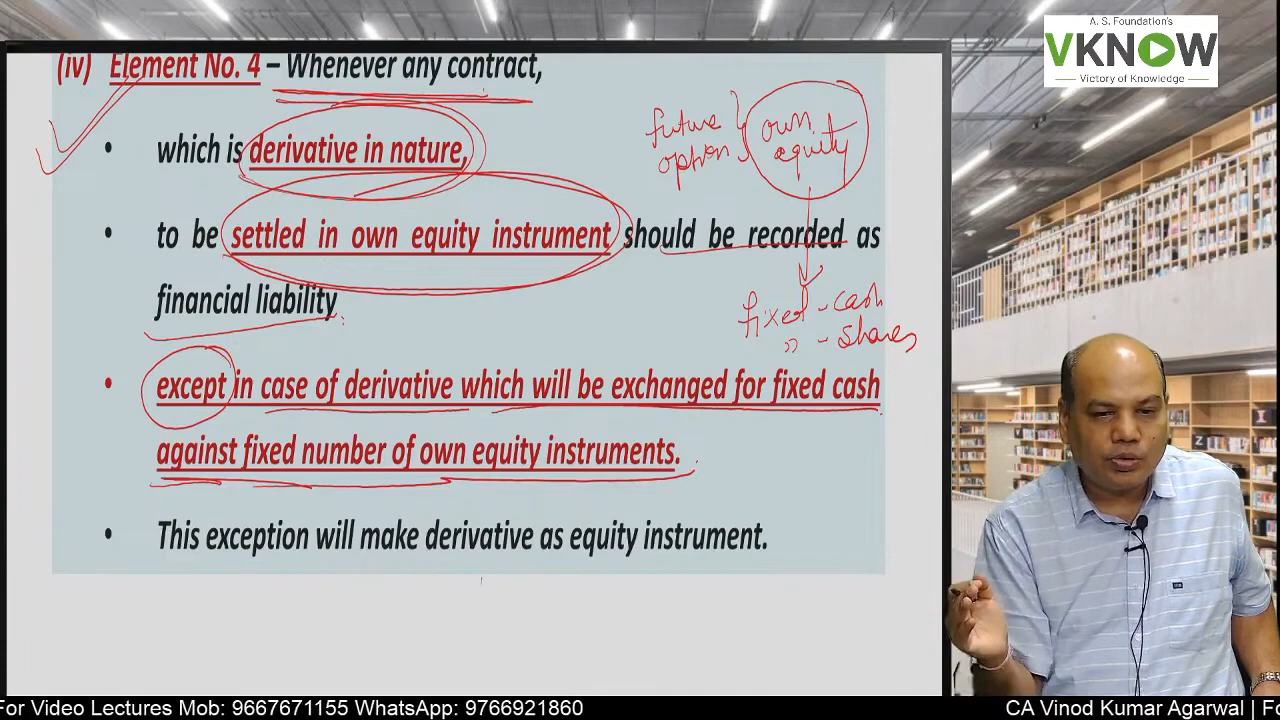 A. S. Foundation's
VKNOW
Victory of Knowledge
(iv) Element No. 4 – Whenever any contract,
• which is derivative in nature,
• to be settled in own equity instrument should be recorded as
financial liability
• except in case of derivative which will be exchanged for fixed cash
against fixed number of own equity instruments.
• This exception will make derivative as equity instrument.
future
option
own
equity
fixed - cash
" - shares
For Video Lectures Mob: 9667671155 WhatsApp: 9766921860
CA Vinod Kumar Agarwal | Fo